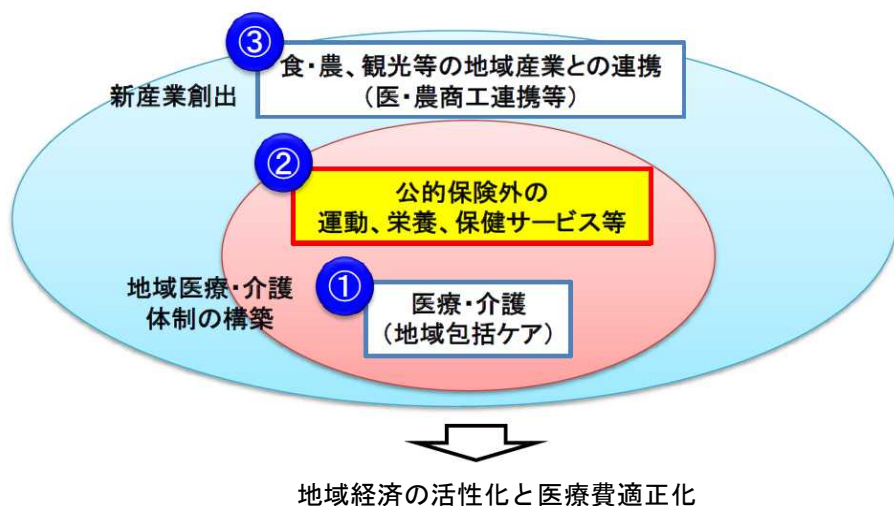 ③
食・農、観光等の地域産業との連携
(医・農商工連携等)
新産業創出
②
公的保険外の
運動、栄養、保健サービス等
①
地域医療・介護
体制の構築
医療・介護
(地域包括ケア)
地域経済の活性化と医療費適正化